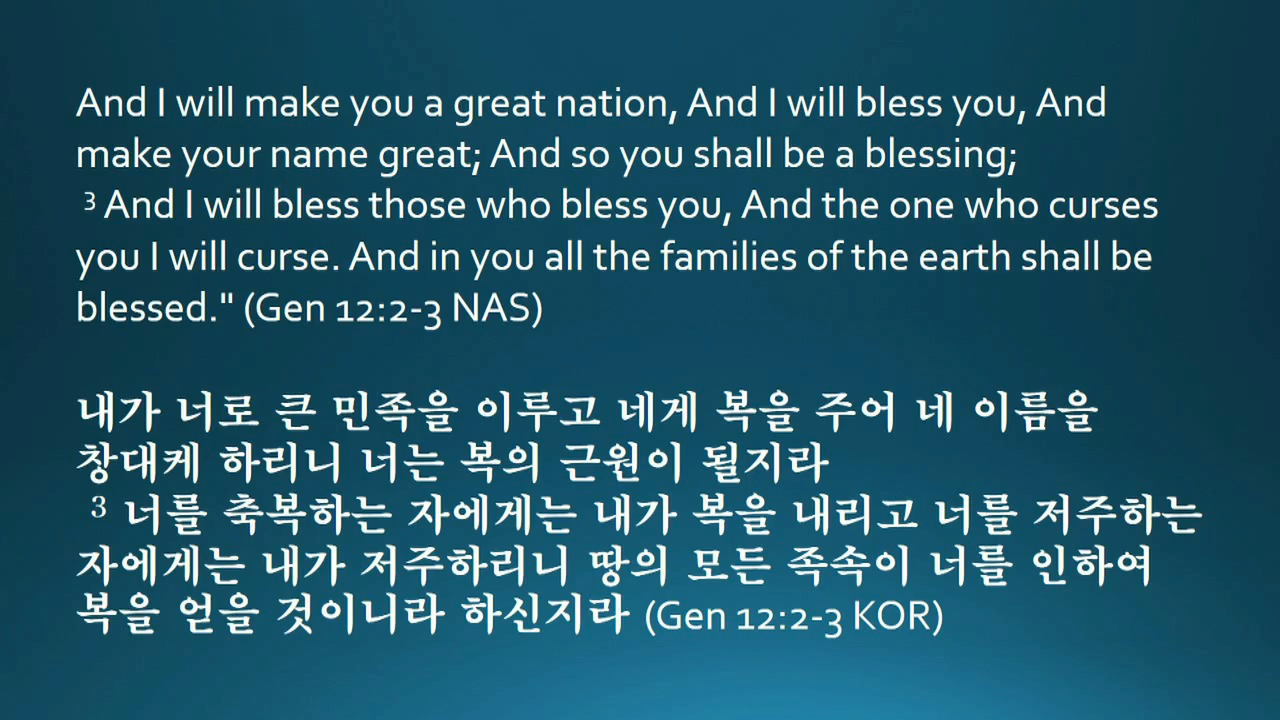 And I will make you a great nation, And I will bless you, And
make your name great; And so you shall be a blessing;
3 And I will bless those who bless you, And the one who curses
you I will curse. And in you all the families of the earth shall be
blessed." (Gen 12:2-3 NAS)
내가 너로 큰 민족을 이루고 네게 복을 주어 네 이름을
창대케 하리니 너는 복의 근원이 될지라
3 너를 축복하는 자에게는 내가 복을 내리고 너를 저주하는
자에게는 내가 저주하리니 땅의 모든 족속이 너를 인하여
복을 얻을 것이니라 하신지라 (Gen 12:2-3 KOR)